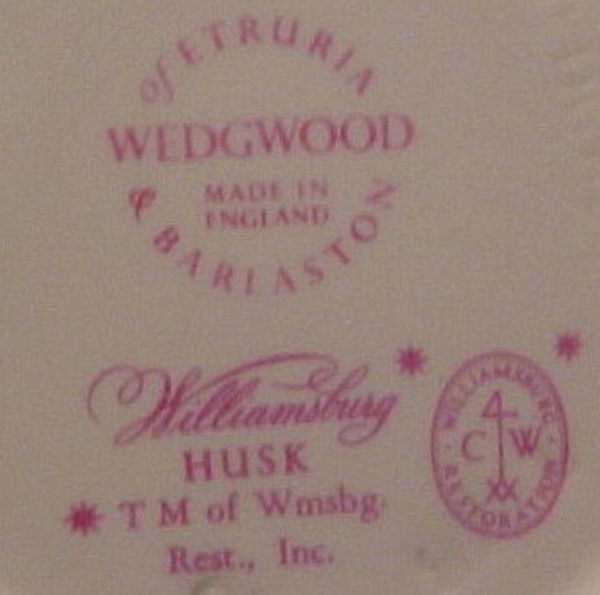 of ETRURIA
WEDGWOOD
MADE IN
ENGLAND
& BARLASTON
Williamsburg *
HUSK
* T M of Wmsbg.
Rest., Inc.
*
WILLIAMSBURG
C W
RESTORATION